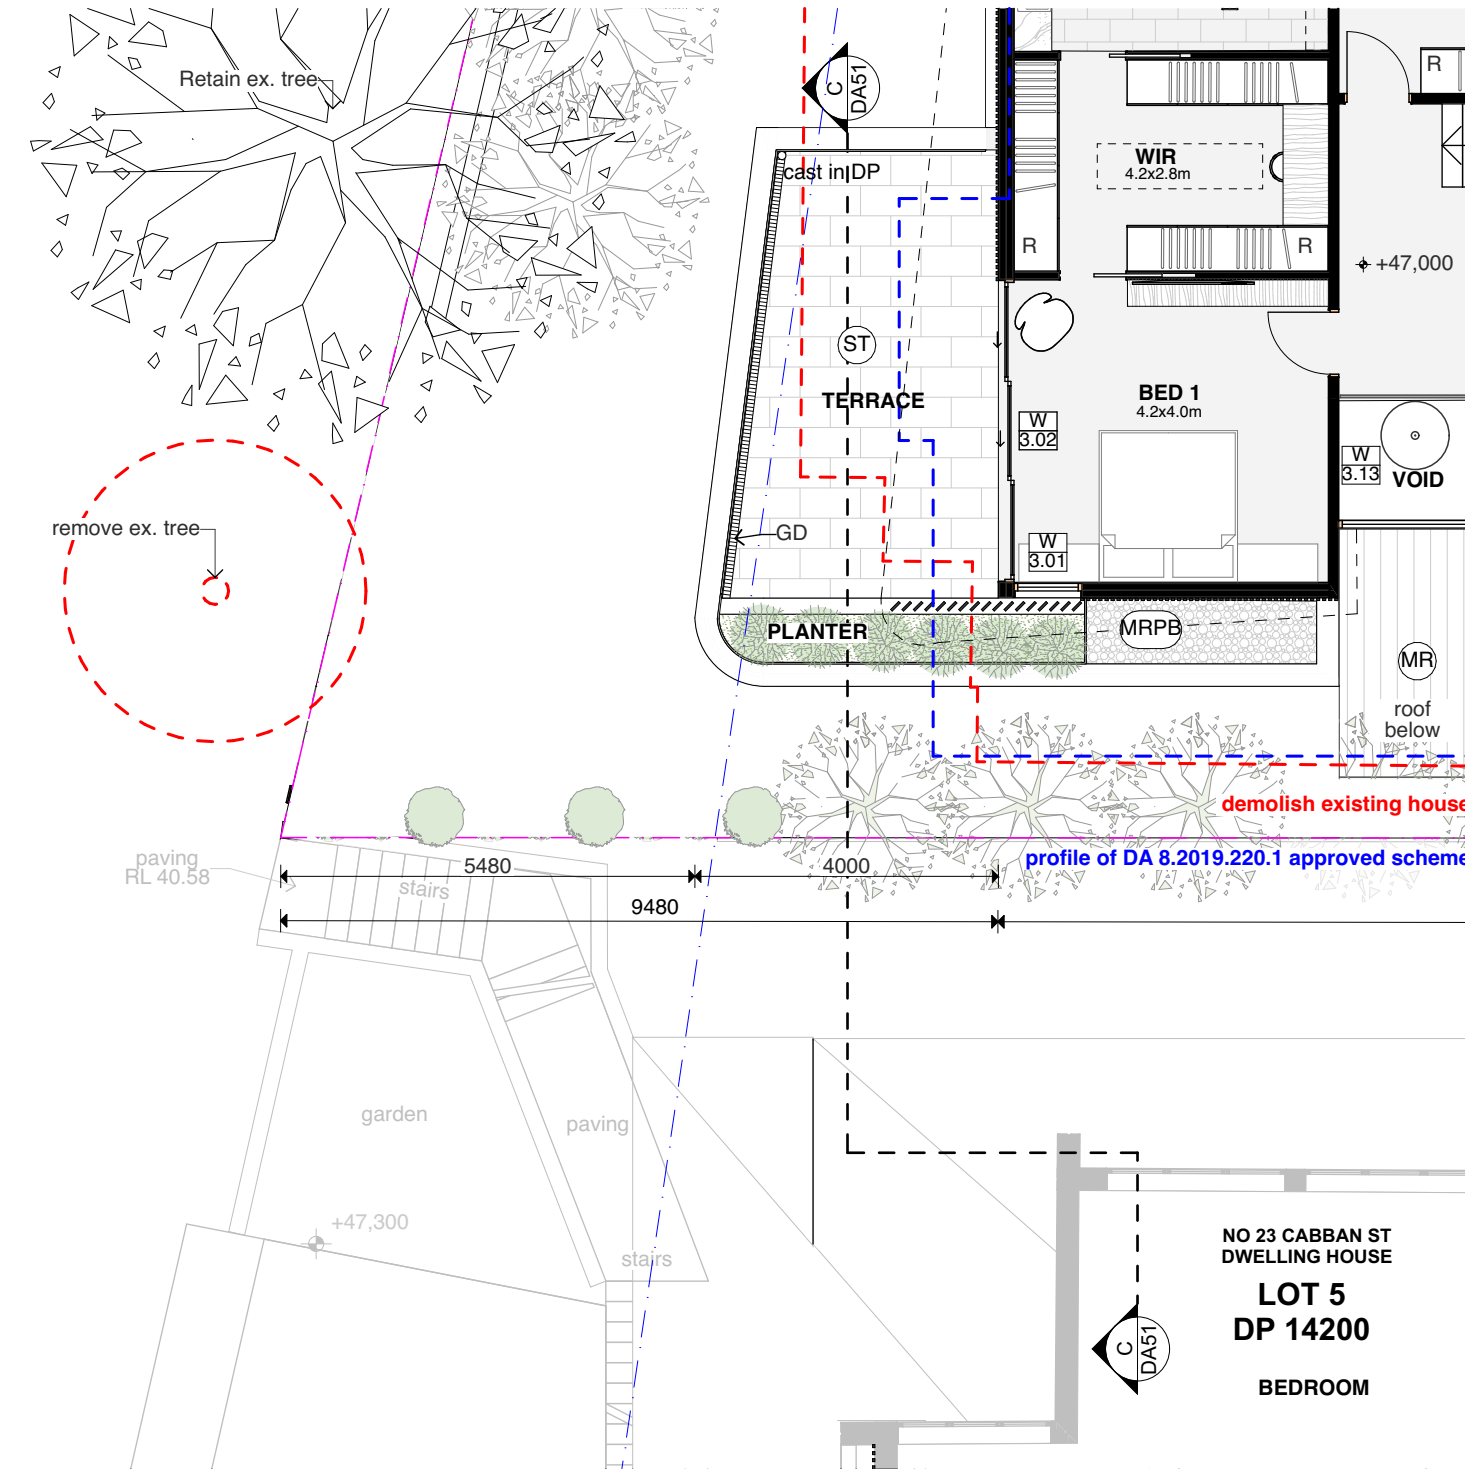 Retain ex. tree
C
DA51
R
WIR
4.2x2.8m
cast in DP
R
R
+47,000
ST
TERRACE
BED 1
4.2x4.0m
W
3.02
W
3.13
VOID
remove ex. tree
GD
W
3.01
PLANTER
MRPB
MR
roof
below
demolish existing house
profile of DA 8.2019.220.1 approved scheme
paving
RL 40.58
stairs
5480
4000
9480
garden
paving
+47,300
stairs
NO 23 CABBAN ST
DWELLING HOUSE
LOT 5
DP 14200
C
DA51
BEDROOM